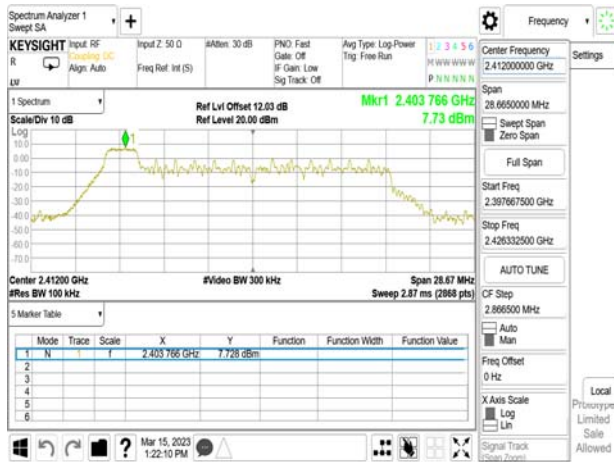 Spectrum Analyzer 1
Swept SA
+
Frequency
KEYSIGHT
Input: RF
Coupling: DC
Align: Auto
Input Z: 50 Ω
Freq Ref: Int (S)
#Atten: 30 dB
PNO: Fast
Gate: Off
IF Gain: Low
Sig Track: Off
Avg Type: Log-Power
Trig: Free Run
1 2 3 4 5 6
M W W W W W
P N N N N N
R
LVI
1 Spectrum
Scale/Div 10 dB
Ref Lvl Offset 12.03 dB
Ref Level 20.00 dBm
Mkr1 2.403 766 GHz
7.73 dBm
Log
10.0
0.00
-10.0
-20.0
-30.0
-40.0
-50.0
-60.0
-70.0
1
Center 2.41200 GHz
#Res BW 100 kHz
#Video BW 300 kHz
Span 28.67 MHz
Sweep 2.87 ms (2868 pts)
5 Marker Table
Mode Trace Scale X Y Function Function Width Function Value
1 N 1 f 2.403 766 GHz 7.728 dBm
2
3
4
5
6
Mar 15, 2023
1:22:10 PM
Center Frequency
2.412000000 GHz
Settings
Span
28.6650000 MHz
Swept Span
Zero Span
Full Span
Start Freq
2.397667500 GHz
Stop Freq
2.426332500 GHz
AUTO TUNE
CF Step
2.866500 MHz
Auto
Man
Freq Offset
0 Hz
X Axis Scale
Log
Lin
Signal Track
(Span Zoom)
Local
Prototype
Limited
Sale
Allowed